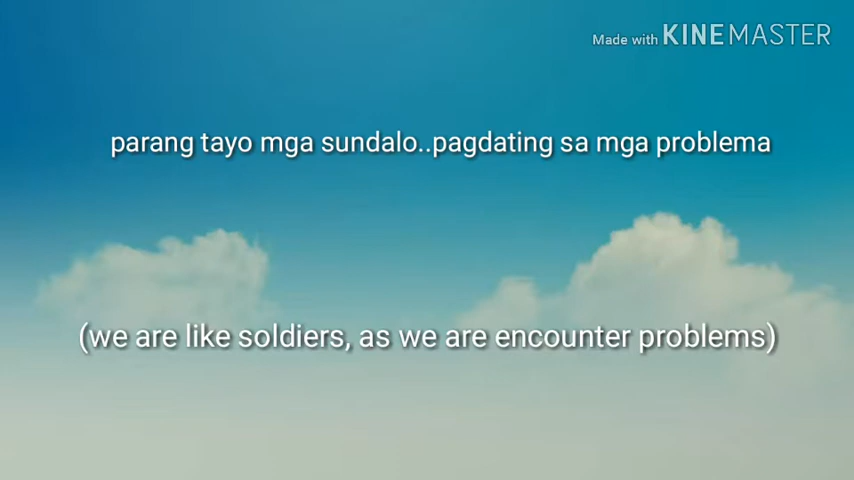 Made with KINEMASTER
parang tayo mga sundalo..pagdating sa mga problema
(we are like soldiers, as we are encounter problems)